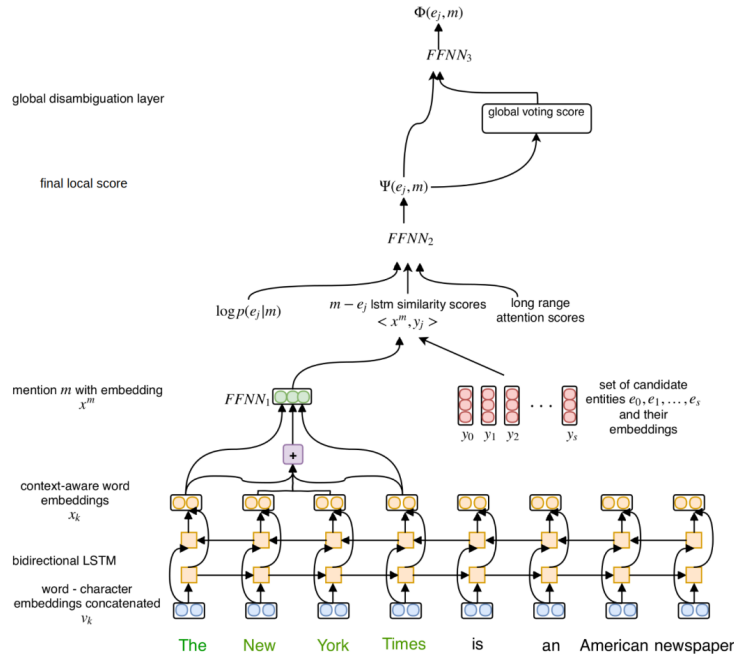 Φ(e_j, m)
FFNN_3
global disambiguation layer
global voting score
final local score
Ψ(e_j, m)
FFNN_2
log p(e_j|m)
m − e_j lstm similarity scores
< x^m, y_j >
long range
attention scores
mention m with embedding
x^m
FFNN_1
y_0 y_1 y_2 . . . y_s
set of candidate
entities e_0, e_1, . . . , e_s
and their
embeddings
+
context-aware word
embeddings
x_k
bidirectional LSTM
word - character
embeddings concatenated
v_k
The New York Times is an American newspaper